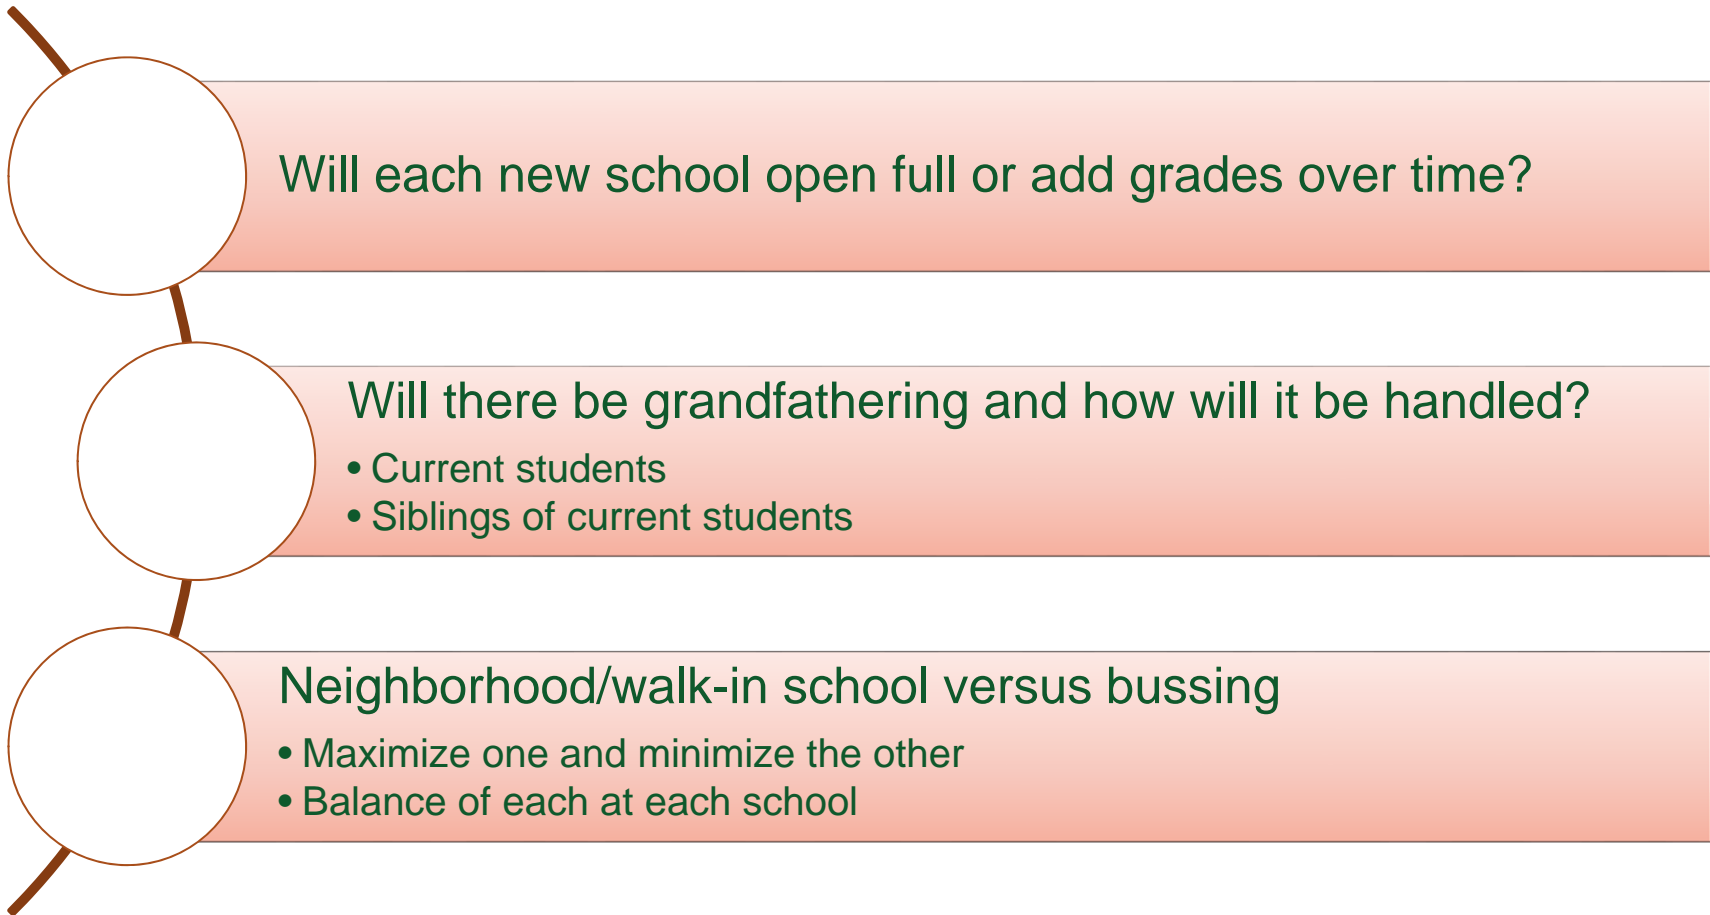 Will each new school open full or add grades over time?
Will there be grandfathering and how will it be handled?
• Current students
• Siblings of current students
Neighborhood/walk-in school versus bussing
• Maximize one and minimize the other
• Balance of each at each school